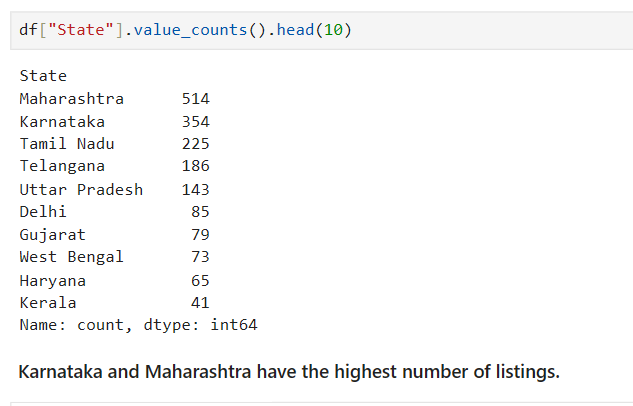 df["State"].value_counts().head(10)
State
Maharashtra      514
Karnataka        354
Tamil Nadu       225
Telangana        186
Uttar Pradesh    143
Delhi             85
Gujarat           79
West Bengal       73
Haryana           65
Kerala            41
Name: count, dtype: int64
Karnataka and Maharashtra have the highest number of listings.